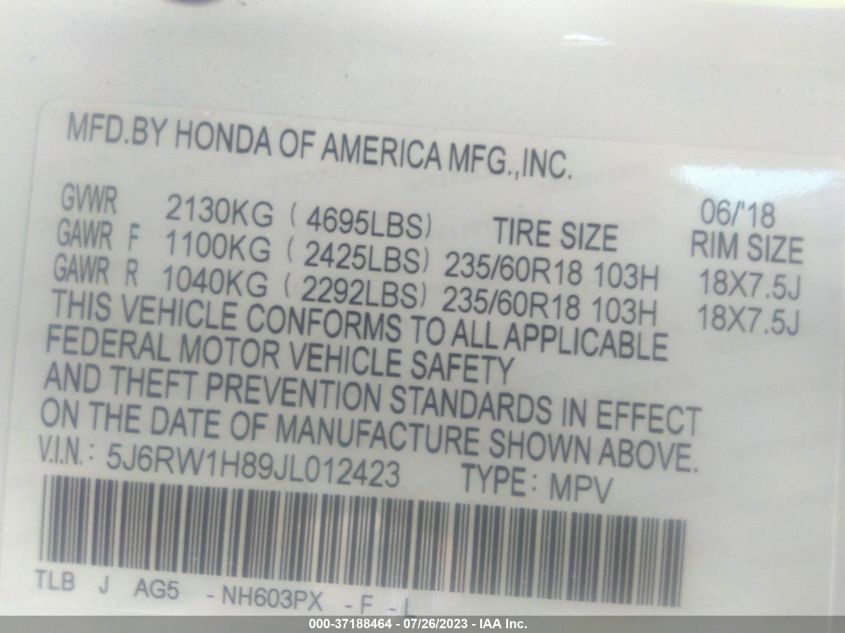 MFD.BY HONDA OF AMERICA MFG.,INC.
06/'18
GVWR 2130KG ( 4695LBS) TIRE SIZE RIM SIZE
GAWR F 1100KG ( 2425LBS) 235/60R18 103H 18X7.5J
GAWR R 1040KG ( 2292LBS) 235/60R18 103H 18X7.5J
THIS VEHICLE CONFORMS TO ALL APPLICABLE
FEDERAL MOTOR VEHICLE SAFETY
AND THEFT PREVENTION STANDARDS IN EFFECT
ON THE DATE OF MANUFACTURE SHOWN ABOVE.
V.I.N.: 5J6RW1H89JL012423 TYPE: MPV
TLB J AG5 -NH603PX -F -L
000-37188464 - 07/26/2023 - IAA Inc.